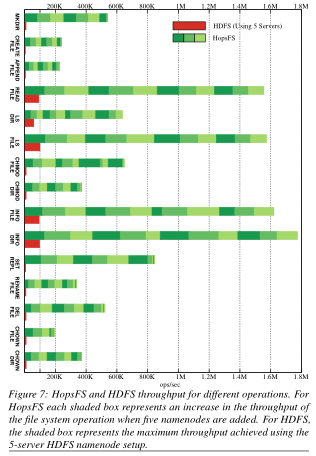 200K 400K 600K 800K 1M 1.2M 1.4M 1.6M 1.8M
HDFS (Using 5 Servers)
HopsFS
MKDIR
CREATE FILE
APPEND FILE
READ FILE
LS DIR
LS FILE
CHMOD FILE
CHMOD DIR
INFO FILE
INFO DIR
SET REPL
RENAME FILE
DEL FILE
CHOWN FILE
CHOWN DIR
200K 400K 600K 800K 1M 1.2M 1.4M 1.6M 1.8M
ops/sec
Figure 7: HopsFS and HDFS throughput for different operations. For
HopsFS each shaded box represents an increase in the throughput of
the file system operation when five namenodes are added. For HDFS,
the shaded box represents the maximum throughput achieved using the
5-server HDFS namenode setup.